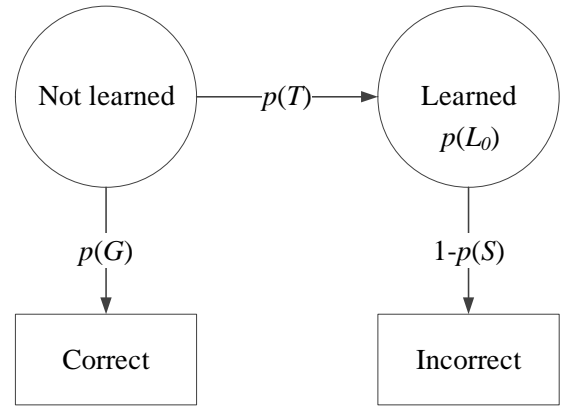 Not learned
p(T)
Learned
p(L0)
p(G)
1-p(S)
Correct
Incorrect